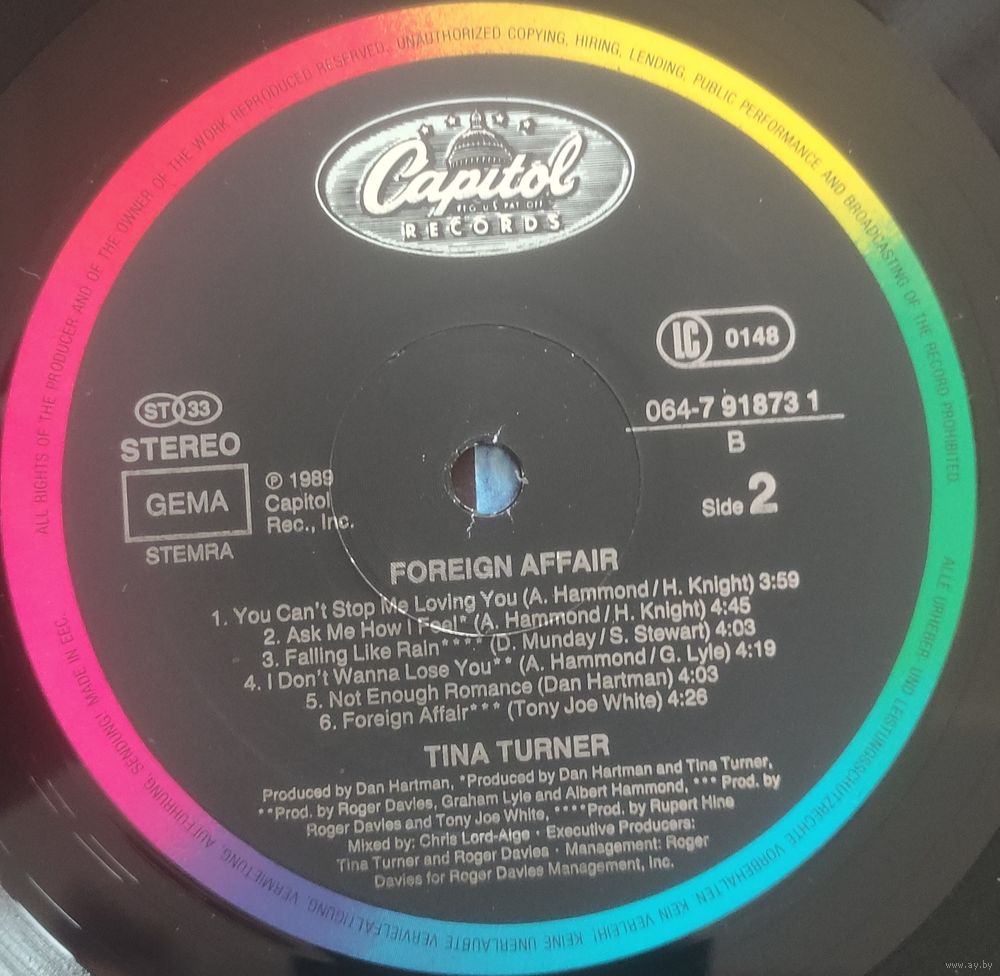 ALL RIGHTS OF THE PRODUCER AND OF THE OWNER OF THE WORK REPRODUCED RESERVED. UNAUTHORIZED COPYING, HIRING, LENDING, PUBLIC PERFORMANCE AND BROADCASTING OF THE RECORD PROHIBITED.
Capitol
REG. U.S. PAT. OFF.
RECORDS
LC 0148
064-7 91873 1
B
Side 2
ST 33
STEREO
GEMA
STEMRA
℗ 1989
Capitol
Rec., Inc.
FOREIGN AFFAIR
1. You Can't Stop Me Loving You (A. Hammond/H. Knight) 3:59
2. Ask Me How I Feel* (A. Hammond/H. Knight) 4:45
3. Falling Like Rain**** (D. Munday/S. Stewart) 4:03
4. I Don't Wanna Lose You** (A. Hammond/G. Lyle) 4:19
5. Not Enough Romance (Dan Hartman) 4:03
6. Foreign Affair*** (Tony Joe White) 4:26
TINA TURNER
Produced by Dan Hartman, *Produced by Dan Hartman and Tina Turner,
**Prod. by Roger Davies, Graham Lyle and Albert Hammond, *** Prod. by
Roger Davies and Tony Joe White, ****Prod. by Rupert Hine
Mixed by: Chris Lord-Alge · Executive Producers:
Tina Turner and Roger Davies · Management: Roger
Davies for Roger Davies Management, Inc.
ALLE URHEBER- UND LEISTUNGSSCHUTZRECHTE VORBEHALTEN. KEIN VERLEIH! KEINE UNERLAUBTE VERVIELFÄLTIGUNG, VERMIETUNG, AUFFÜHRUNG, SENDUNG! MADE IN EEC.
www.ay.by